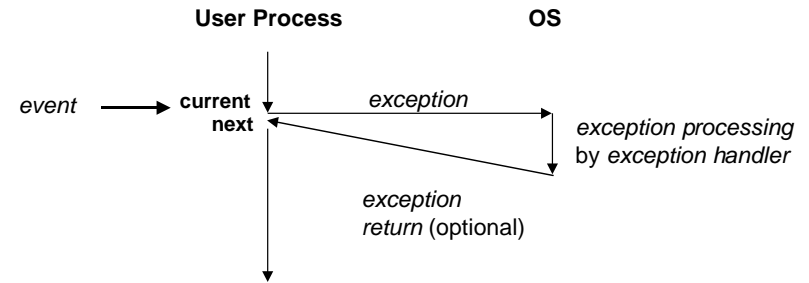 User Process OS
event current exception
next
exception processing
by exception handler
exception
return (optional)